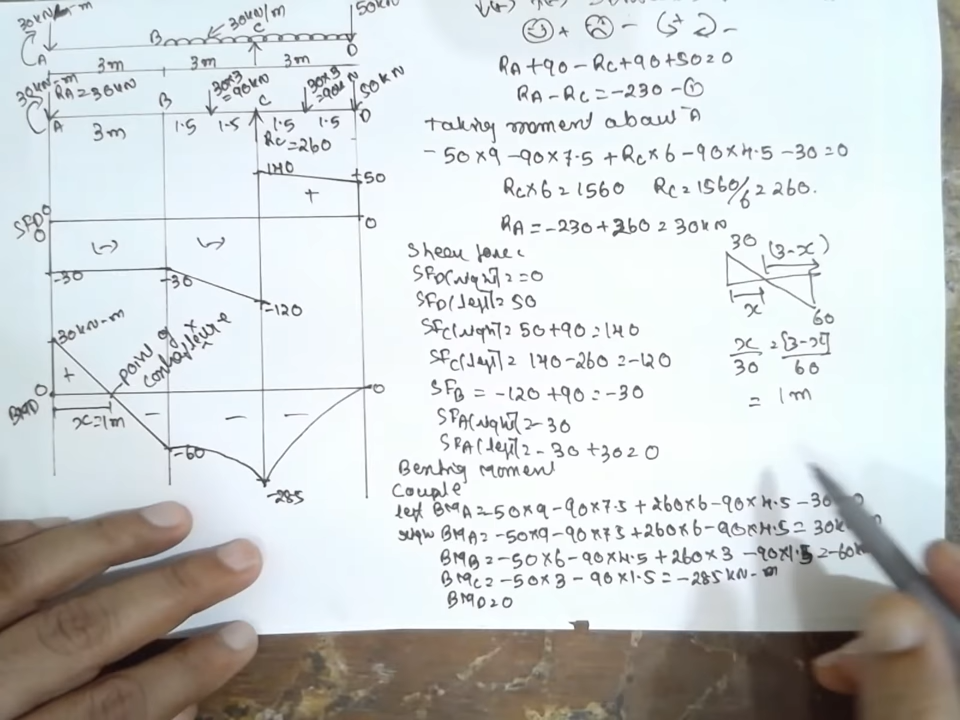 30kN-m
30kN/m
50kN
A B C D
3m 3m 3m
30kN-m
RA=30kN
B
30×3
=90kN
C
30×3
=90k
50kN
A
3m
1.5 1.5 1.5 1.5
D
RC=260
140
+50
+
SFD
0
0
0
(-) (-)
-30
-30
-120
30kN-m
point of
contraflexure
+
0
BMD
x=1m
- - -
0
-60
-285
+ - -
RA+90-RC+90+50=0
RA-RC=-230-①
Taking moment about A
-50×9-90×7.5+RC×6-90×4.5-30=0
RC×6=1560 RC=1560/6=260.
RA=-230+260=30kN
Shear force
SFD(right)=0
SFD(left)=50
SFC(right)=50+90=140
SFC(left)=140-260=-120
SFB=-120+90=-30
SFA(right)=-30
SFA(left)=-30+30=0
30
(3-x)
x
60
x/30=(3-x)/60
=1m
Bending moment
Couple
left BMA=-50×9-90×7.5+260×6-90×4.5-30=0
right BMA=-50×9-90×7.5+260×6-90×4.5=30k
BMB=-50×6-90×4.5+260×3-90×1.5=-60k
BMC=-50×3-90×1.5=-285kN-m
BMD=0